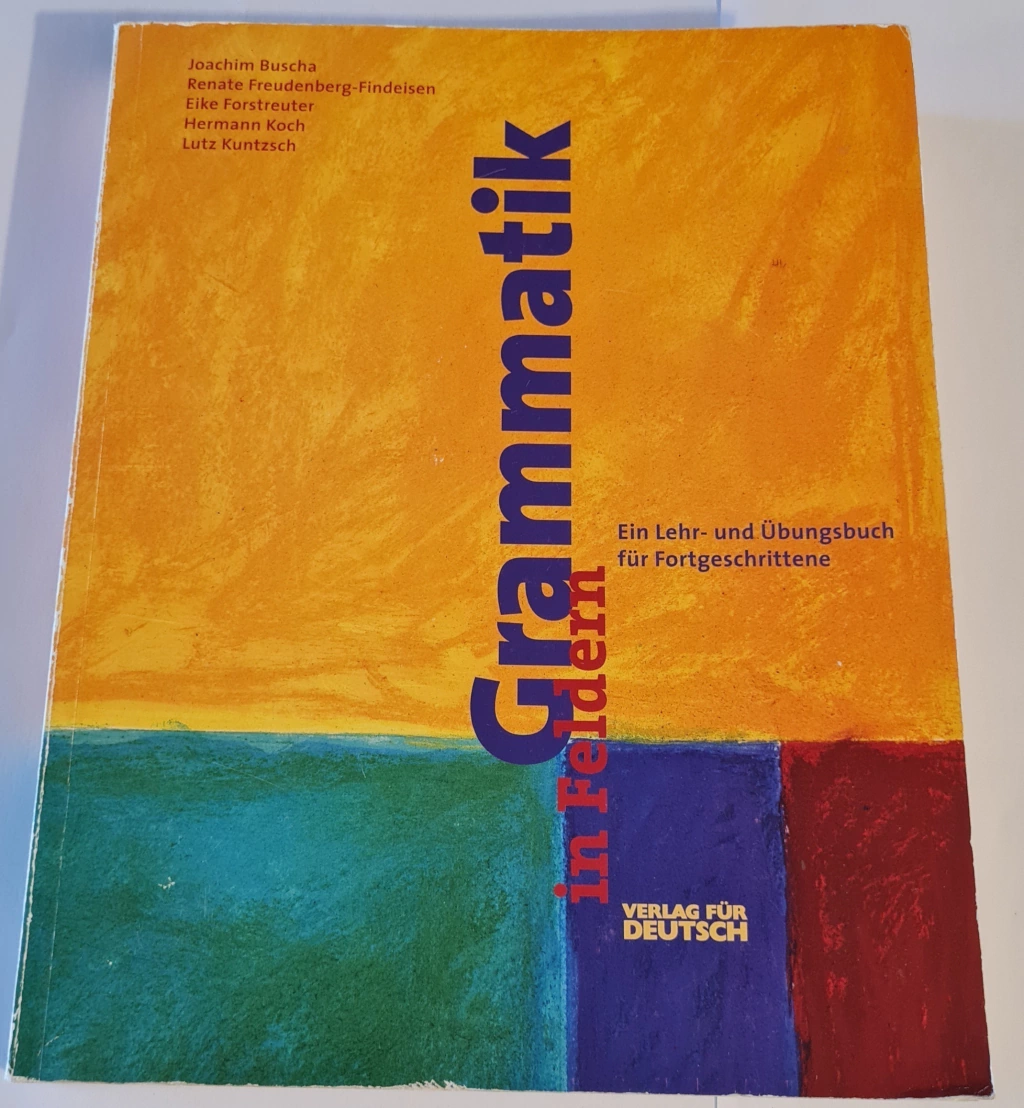 Joachim Buscha
Renate Freudenberg-Findeisen
Eike Forstreuter
Hermann Koch
Lutz Kuntzsch
Grammatik
in Feldern
Ein Lehr- und Übungsbuch
für Fortgeschrittene
VERLAG FÜR
DEUTSCH